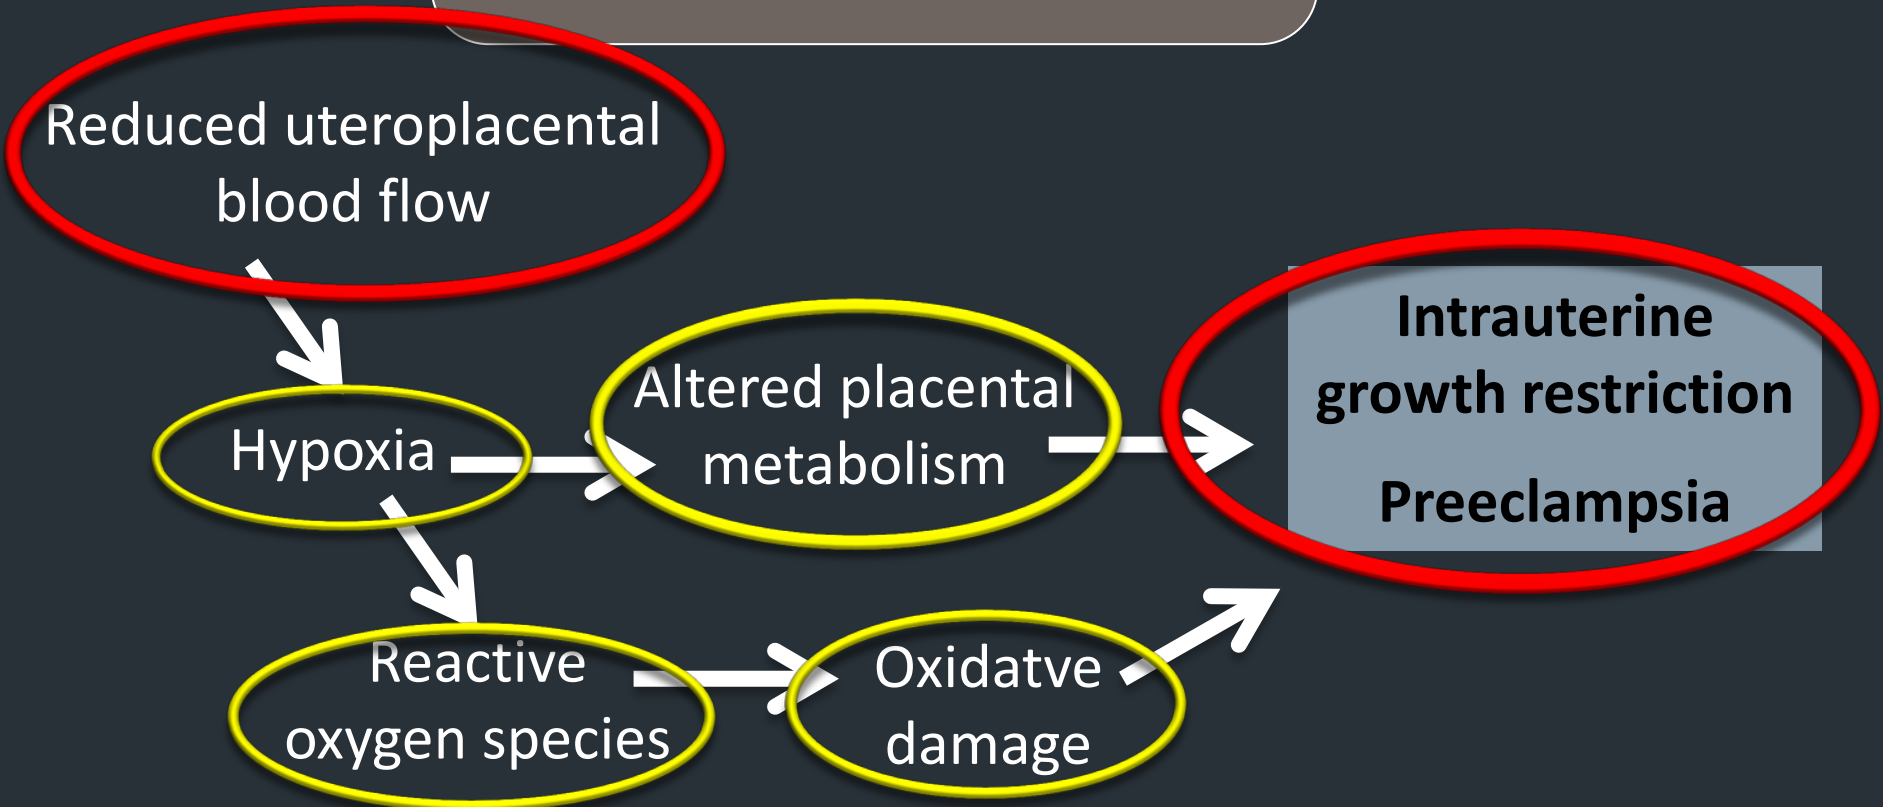 Reduced uteroplacental
blood flow
Hypoxia
Altered placental
metabolism
Intrauterine
growth restriction
Preeclampsia
Reactive
oxygen species
Oxidatve
damage